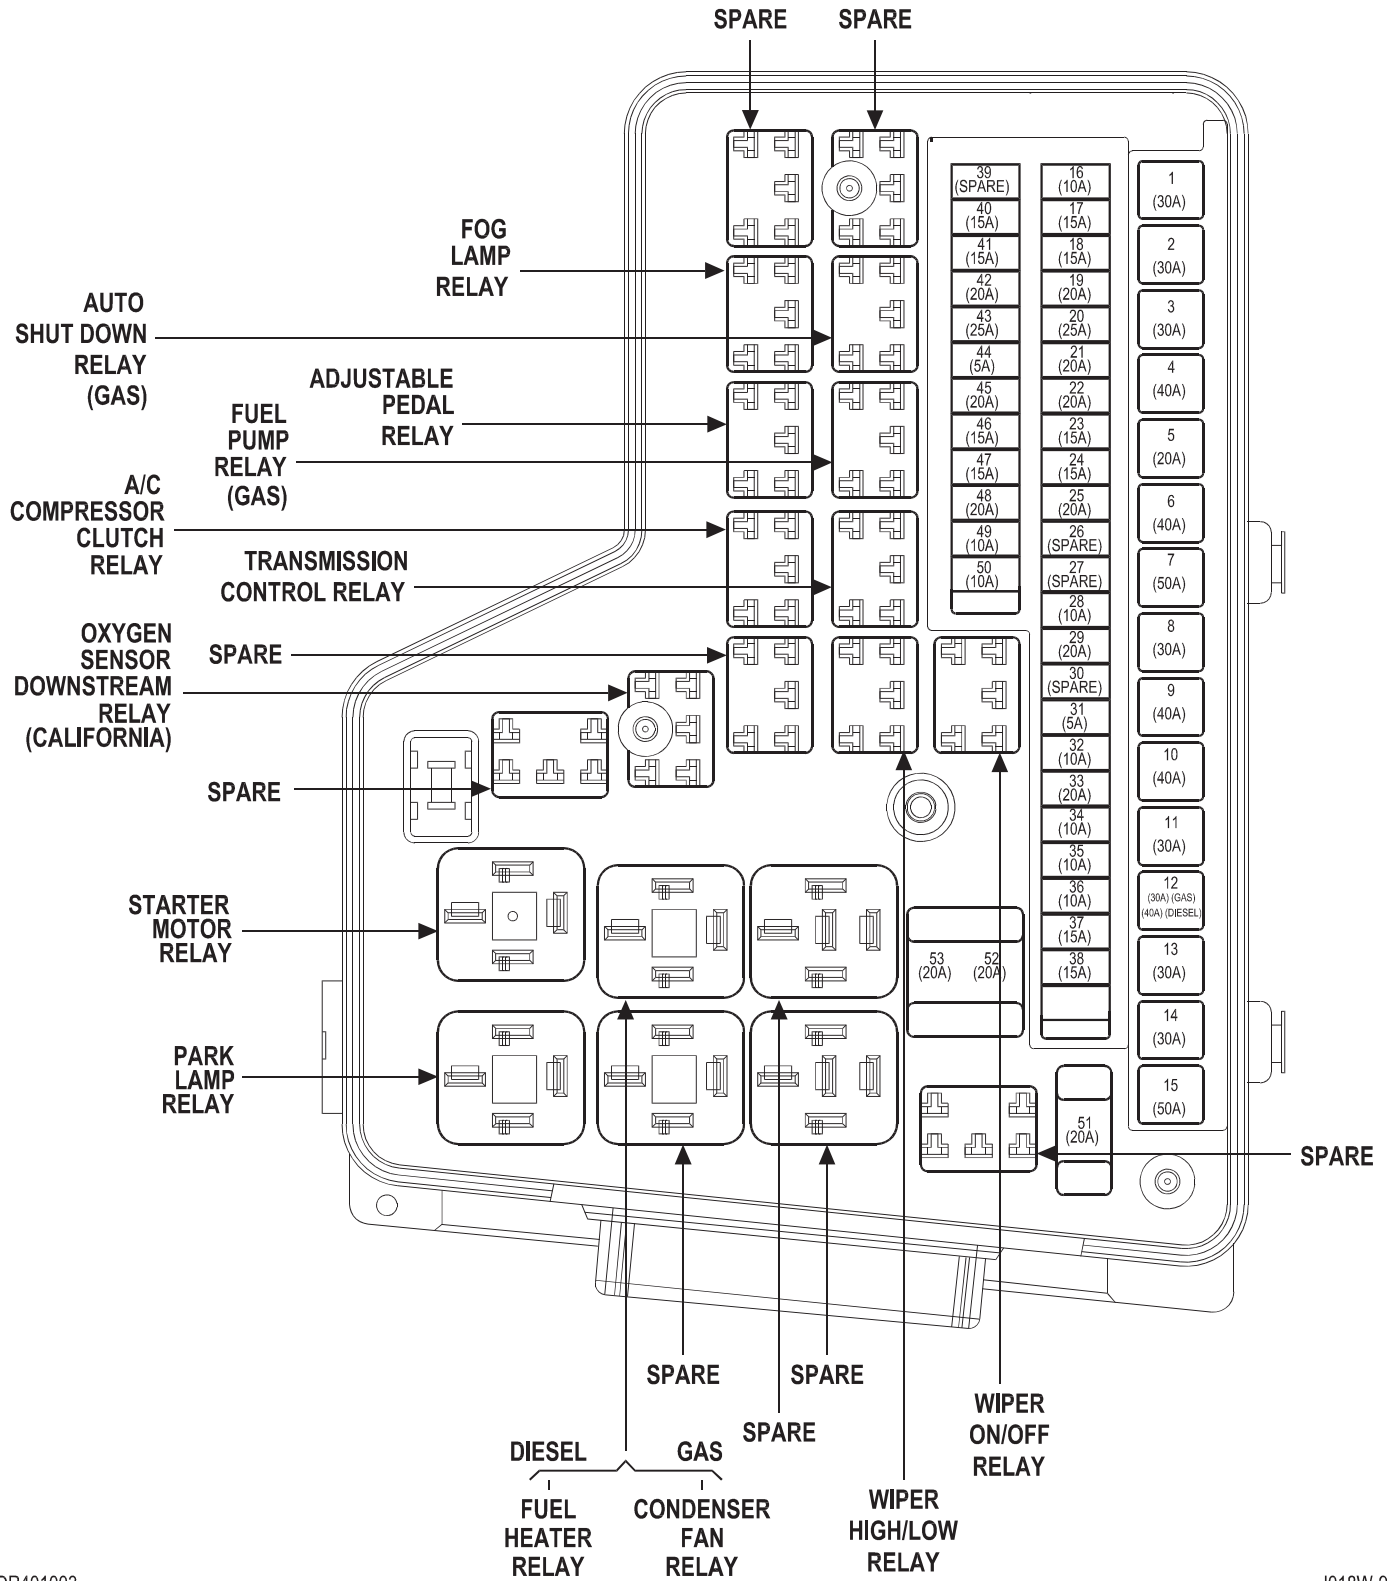 SPARE
SPARE
FOG
LAMP
RELAY
AUTO
SHUT DOWN
RELAY
(GAS)
ADJUSTABLE
PEDAL
RELAY
FUEL
PUMP
RELAY
(GAS)
A/C
COMPRESSOR
CLUTCH
RELAY
TRANSMISSION
CONTROL RELAY
OXYGEN
SENSOR
DOWNSTREAM
RELAY
(CALIFORNIA)
SPARE
SPARE
STARTER
MOTOR
RELAY
PARK
LAMP
RELAY
39
(SPARE)
40
(15A)
41
(15A)
42
(20A)
43
(25A)
44
(5A)
45
(20A)
46
(15A)
47
(15A)
48
(20A)
49
(10A)
50
(10A)
16
(10A)
17
(15A)
18
(15A)
19
(20A)
20
(25A)
21
(20A)
22
(20A)
23
(15A)
24
(15A)
25
(20A)
26
(SPARE)
27
(SPARE)
28
(10A)
29
(20A)
30
(SPARE)
31
(5A)
32
(10A)
33
(20A)
34
(10A)
35
(10A)
36
(10A)
37
(15A)
38
(15A)
1
(30A)
2
(30A)
3
(30A)
4
(40A)
5
(20A)
6
(40A)
7
(50A)
8
(30A)
9
(40A)
10
(40A)
11
(30A)
12
(30A) (GAS)
(40A) (DIESEL)
13
(30A)
14
(30A)
15
(50A)
53
(20A)
52
(20A)
51
(20A)
SPARE
SPARE
SPARE
SPARE
WIPER
ON/OFF
RELAY
DIESEL
GAS
FUEL
HEATER
RELAY
CONDENSER
FAN
RELAY
WIPER
HIGH/LOW
RELAY